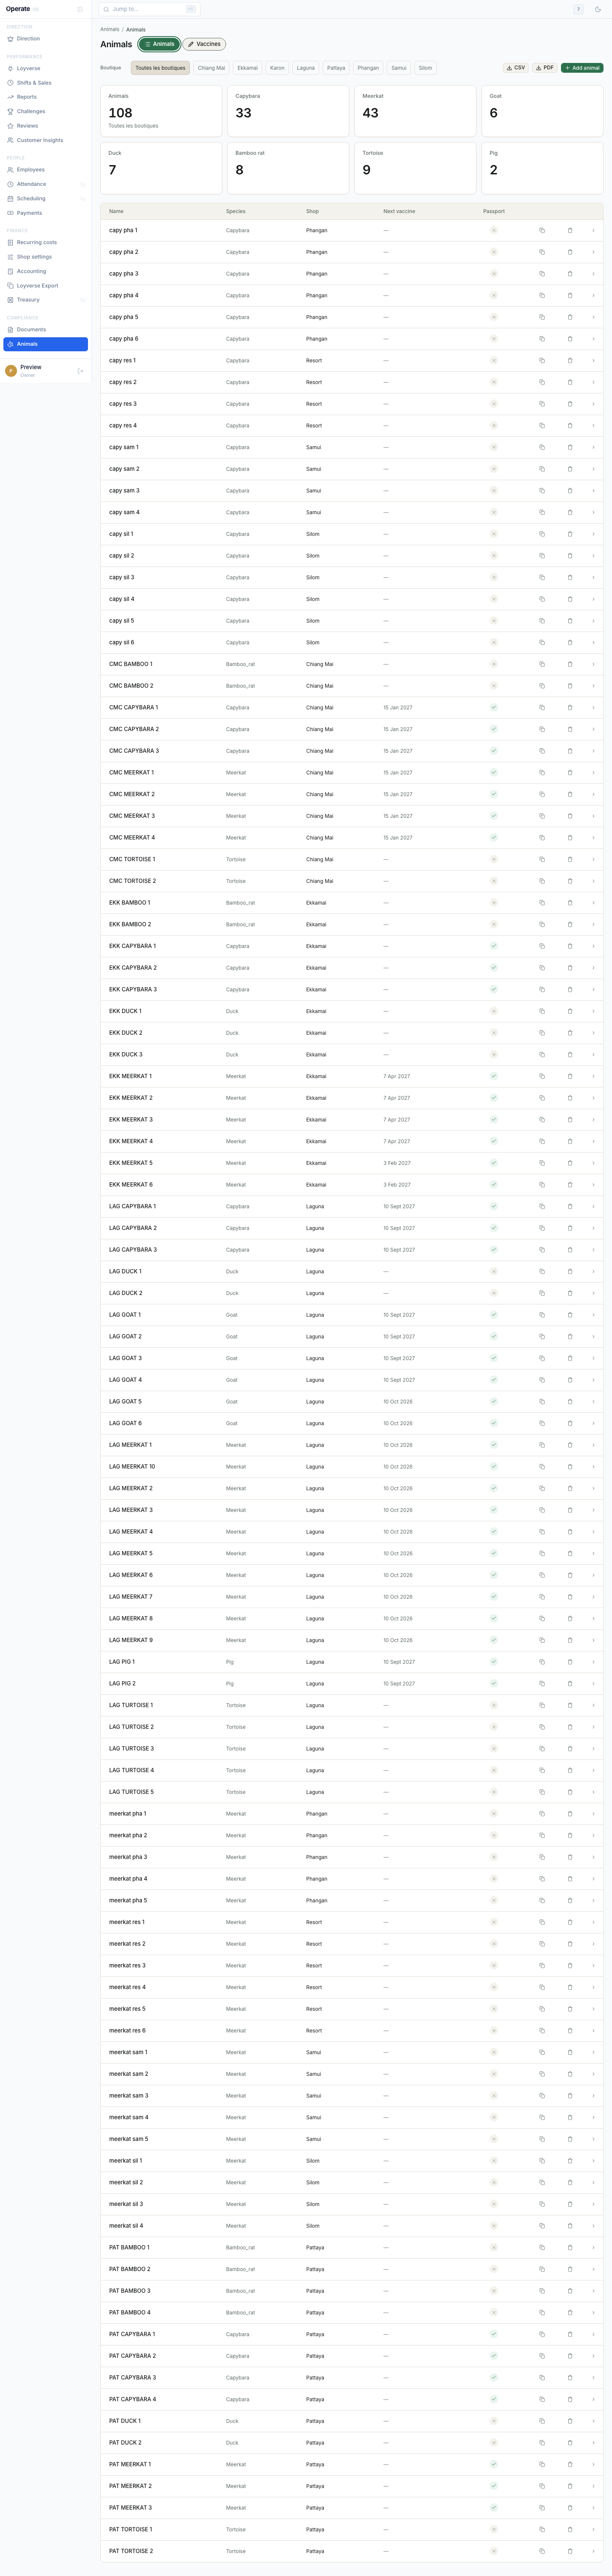 Operate
Jump to...
?
DIRECTION
Direction
PERFORMANCE
Loyverse
Shifts & Sales
Reports
Challenges
Reviews
Customer Insights
PEOPLE
Employees
Attendance
Scheduling
Payments
FINANCE
Recurring costs
Shop settings
Accounting
Loyverse Export
Treasury
COMPLIANCE
Documents
Animals
P
Preview
Owner
Animals / Animals
Animals Animals Vaccines
Boutique Toutes les boutiques Chiang Mai Ekkamai Karon Laguna Pattaya Phangan Samui Silom CSV PDF + Add animal
Animals
108
Toutes les boutiques
Capybara
33
Meerkat
43
Goat
6
Duck
7
Bamboo rat
8
Tortoise
9
Pig
2
Name Species Shop Next vaccine Passport
capy pha 1 Capybara Phangan —
capy pha 2 Capybara Phangan —
capy pha 3 Capybara Phangan —
capy pha 4 Capybara Phangan —
capy pha 5 Capybara Phangan —
capy pha 6 Capybara Phangan —
capy res 1 Capybara Resort —
capy res 2 Capybara Resort —
capy res 3 Capybara Resort —
capy res 4 Capybara Resort —
capy sam 1 Capybara Samui —
capy sam 2 Capybara Samui —
capy sam 3 Capybara Samui —
capy sam 4 Capybara Samui —
capy sil 1 Capybara Silom —
capy sil 2 Capybara Silom —
capy sil 3 Capybara Silom —
capy sil 4 Capybara Silom —
capy sil 5 Capybara Silom —
capy sil 6 Capybara Silom —
CMC BAMBOO 1 Bamboo_rat Chiang Mai —
CMC BAMBOO 2 Bamboo_rat Chiang Mai —
CMC CAPYBARA 1 Capybara Chiang Mai 15 Jan 2027
CMC CAPYBARA 2 Capybara Chiang Mai 15 Jan 2027
CMC CAPYBARA 3 Capybara Chiang Mai 15 Jan 2027
CMC MEERKAT 1 Meerkat Chiang Mai 15 Jan 2027
CMC MEERKAT 2 Meerkat Chiang Mai 15 Jan 2027
CMC MEERKAT 3 Meerkat Chiang Mai 15 Jan 2027
CMC MEERKAT 4 Meerkat Chiang Mai 15 Jan 2027
CMC TORTOISE 1 Tortoise Chiang Mai —
CMC TORTOISE 2 Tortoise Chiang Mai —
EKK BAMBOO 1 Bamboo_rat Ekkamai —
EKK BAMBOO 2 Bamboo_rat Ekkamai —
EKK CAPYBARA 1 Capybara Ekkamai —
EKK CAPYBARA 2 Capybara Ekkamai —
EKK CAPYBARA 3 Capybara Ekkamai —
EKK DUCK 1 Duck Ekkamai —
EKK DUCK 2 Duck Ekkamai —
EKK DUCK 3 Duck Ekkamai —
EKK MEERKAT 1 Meerkat Ekkamai 7 Apr 2027
EKK MEERKAT 2 Meerkat Ekkamai 7 Apr 2027
EKK MEERKAT 3 Meerkat Ekkamai 7 Apr 2027
EKK MEERKAT 4 Meerkat Ekkamai 7 Apr 2027
EKK MEERKAT 5 Meerkat Ekkamai 3 Feb 2027
EKK MEERKAT 6 Meerkat Ekkamai 3 Feb 2027
LAG CAPYBARA 1 Capybara Laguna 10 Sept 2027
LAG CAPYBARA 2 Capybara Laguna 10 Sept 2027
LAG CAPYBARA 3 Capybara Laguna 10 Sept 2027
LAG DUCK 1 Duck Laguna —
LAG DUCK 2 Duck Laguna —
LAG GOAT 1 Goat Laguna 10 Sept 2027
LAG GOAT 2 Goat Laguna 10 Sept 2027
LAG GOAT 3 Goat Laguna 10 Sept 2027
LAG GOAT 4 Goat Laguna 10 Sept 2027
LAG GOAT 5 Goat Laguna 10 Oct 2026
LAG GOAT 6 Goat Laguna 10 Oct 2026
LAG MEERKAT 1 Meerkat Laguna 10 Oct 2026
LAG MEERKAT 10 Meerkat Laguna 10 Oct 2026
LAG MEERKAT 2 Meerkat Laguna 10 Oct 2026
LAG MEERKAT 3 Meerkat Laguna 10 Oct 2026
LAG MEERKAT 4 Meerkat Laguna 10 Oct 2026
LAG MEERKAT 5 Meerkat Laguna 10 Oct 2026
LAG MEERKAT 6 Meerkat Laguna 10 Oct 2026
LAG MEERKAT 7 Meerkat Laguna 10 Oct 2026
LAG MEERKAT 8 Meerkat Laguna 10 Oct 2026
LAG MEERKAT 9 Meerkat Laguna 10 Oct 2026
LAG PIG 1 Pig Laguna 10 Sept 2027
LAG PIG 2 Pig Laguna 10 Sept 2027
LAG TURTOISE 1 Tortoise Laguna —
LAG TURTOISE 2 Tortoise Laguna —
LAG TURTOISE 3 Tortoise Laguna —
LAG TURTOISE 4 Tortoise Laguna —
LAG TURTOISE 5 Tortoise Laguna —
meerkat pha 1 Meerkat Phangan —
meerkat pha 2 Meerkat Phangan —
meerkat pha 3 Meerkat Phangan —
meerkat pha 4 Meerkat Phangan —
meerkat pha 5 Meerkat Phangan —
meerkat res 1 Meerkat Resort —
meerkat res 2 Meerkat Resort —
meerkat res 3 Meerkat Resort —
meerkat res 4 Meerkat Resort —
meerkat res 5 Meerkat Resort —
meerkat res 6 Meerkat Resort —
meerkat sam 1 Meerkat Samui —
meerkat sam 2 Meerkat Samui —
meerkat sam 3 Meerkat Samui —
meerkat sam 4 Meerkat Samui —
meerkat sam 5 Meerkat Samui —
meerkat sil 1 Meerkat Silom —
meerkat sil 2 Meerkat Silom —
meerkat sil 3 Meerkat Silom —
meerkat sil 4 Meerkat Silom —
PAT BAMBOO 1 Bamboo_rat Pattaya —
PAT BAMBOO 2 Bamboo_rat Pattaya —
PAT BAMBOO 3 Bamboo_rat Pattaya —
PAT BAMBOO 4 Bamboo_rat Pattaya —
PAT CAPYBARA 1 Capybara Pattaya —
PAT CAPYBARA 2 Capybara Pattaya —
PAT CAPYBARA 3 Capybara Pattaya —
PAT CAPYBARA 4 Capybara Pattaya —
PAT DUCK 1 Duck Pattaya —
PAT DUCK 2 Duck Pattaya —
PAT MEERKAT 1 Meerkat Pattaya —
PAT MEERKAT 2 Meerkat Pattaya —
PAT MEERKAT 3 Meerkat Pattaya —
PAT TORTOISE 1 Tortoise Pattaya —
PAT TORTOISE 2 Tortoise Pattaya —